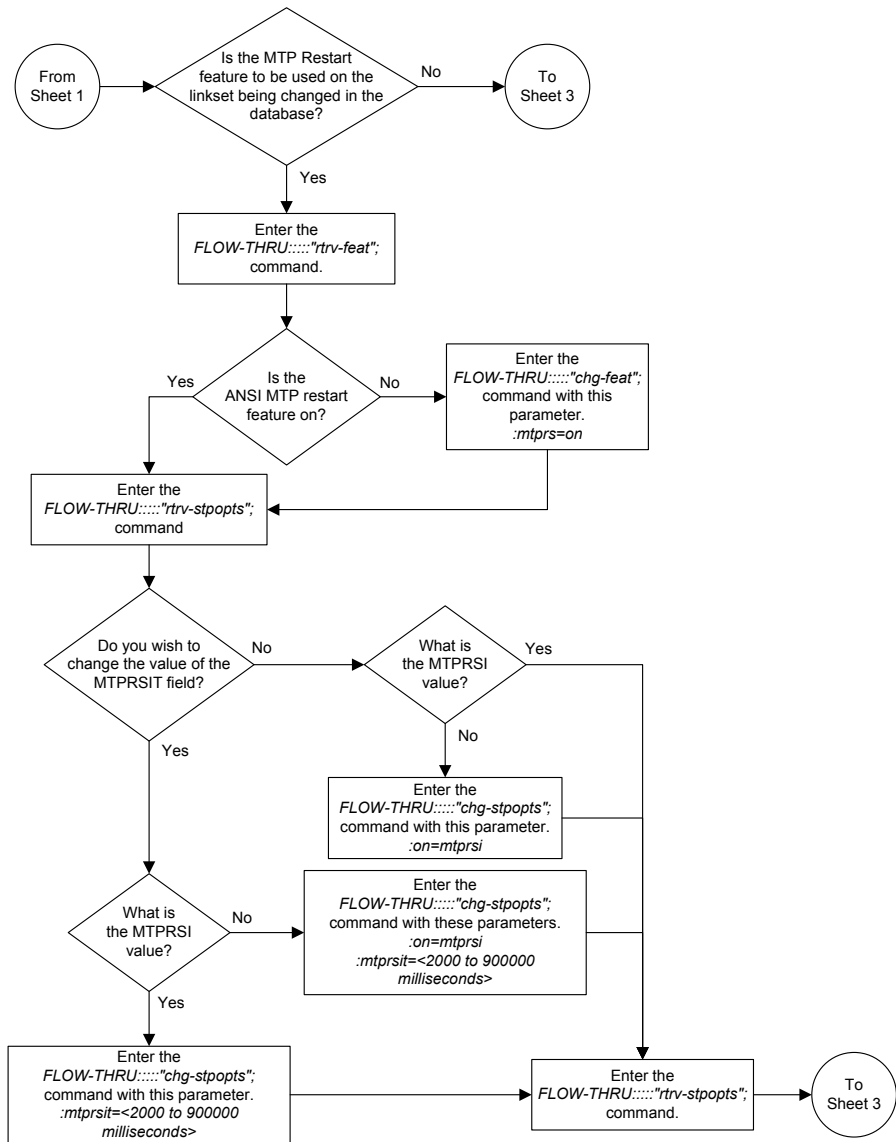 From
Sheet 1
Is the MTP Restart
feature to be used on the
linkset being changed in the
database?
No
To
Sheet 3
Yes
Enter the
FLOW-THRU:::::"rtrv-feat";
command.
Is the
ANSI MTP restart
feature on?
Yes
No
Enter the
FLOW-THRU:::::"chg-feat";
command with this
parameter.
:mtprs=on
Enter the
FLOW-THRU:::::"rtrv-stpopts";
command
Do you wish to
change the value of the
MTPRSIT field?
No
What is
the MTPRSI
value?
Yes
No
Yes
Enter the
FLOW-THRU:::::"chg-stpopts";
command with this parameter.
:on=mtprsi
What is
the MTPRSI
value?
No
Enter the
FLOW-THRU:::::"chg-stpopts";
command with these parameters.
:on=mtprsi
:mtprsit=<2000 to 900000
milliseconds>
Yes
Enter the
FLOW-THRU:::::"chg-stpopts";
command with this parameter.
:mtprsit=<2000 to 900000
milliseconds>
Enter the
FLOW-THRU:::::"rtrv-stpopts";
command.
To
Sheet 3